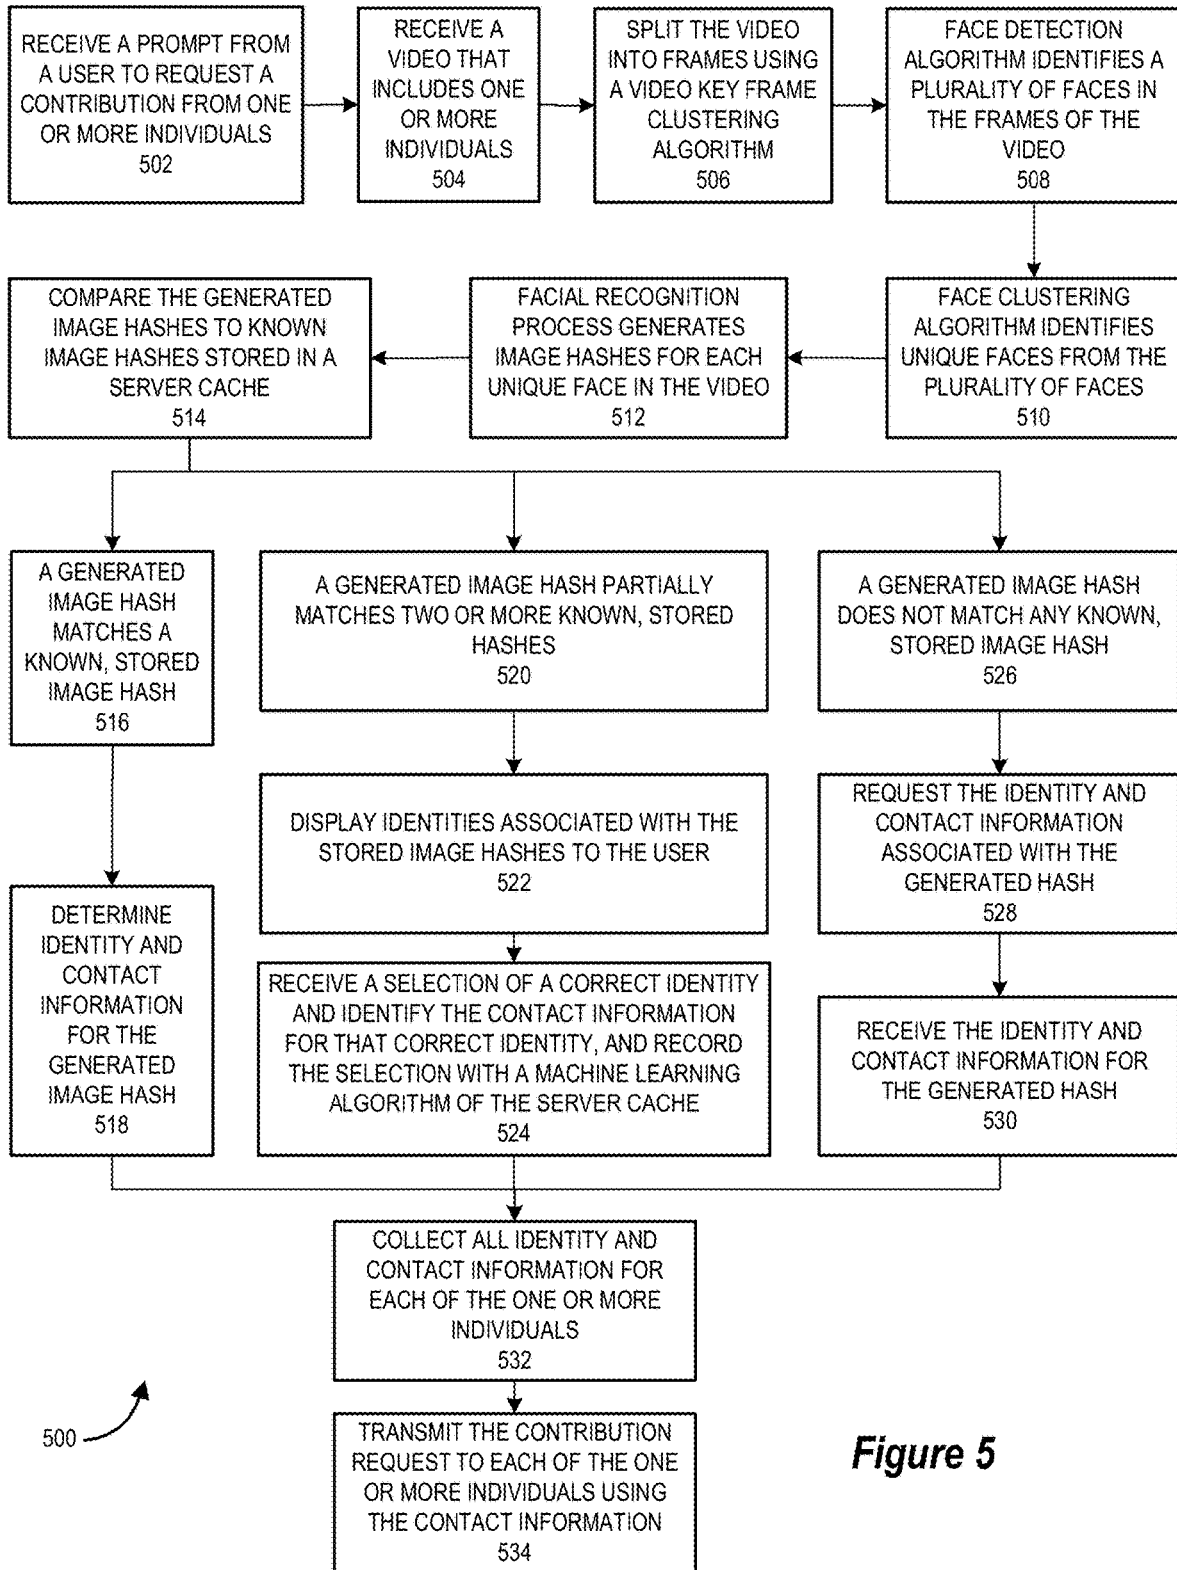 RECEIVE A PROMPT FROM
A USER TO REQUEST A
CONTRIBUTION FROM ONE
OR MORE INDIVIDUALS
502
RECEIVE A
VIDEO THAT
INCLUDES ONE
OR MORE
INDIVIDUALS
504
SPLIT THE VIDEO
INTO FRAMES USING
A VIDEO KEY FRAME
CLUSTERING
ALGORITHM
506
FACE DETECTION
ALGORITHM IDENTIFIES A
PLURALITY OF FACES IN
THE FRAMES OF THE
VIDEO
508
COMPARE THE GENERATED
IMAGE HASHES TO KNOWN
IMAGE HASHES STORED IN A
SERVER CACHE
514
FACIAL RECOGNITION
PROCESS GENERATES
IMAGE HASHES FOR EACH
UNIQUE FACE IN THE VIDEO
512
FACE CLUSTERING
ALGORITHM IDENTIFIES
UNIQUE FACES FROM THE
PLURALITY OF FACES
510
A GENERATED
IMAGE HASH
MATCHES A
KNOWN, STORED
IMAGE HASH
516
A GENERATED IMAGE HASH PARTIALLY
MATCHES TWO OR MORE KNOWN, STORED
HASHES
520
A GENERATED IMAGE HASH
DOES NOT MATCH ANY KNOWN,
STORED IMAGE HASH
526
DISPLAY IDENTITIES ASSOCIATED WITH THE
STORED IMAGE HASHES TO THE USER
522
REQUEST THE IDENTITY AND
CONTACT INFORMATION
ASSOCIATED WITH THE
GENERATED HASH
528
DETERMINE
IDENTITY AND
CONTACT
INFORMATION
FOR THE
GENERATED
IMAGE HASH
518
RECEIVE A SELECTION OF A CORRECT IDENTITY
AND IDENTIFY THE CONTACT INFORMATION
FOR THAT CORRECT IDENTITY, AND RECORD
THE SELECTION WITH A MACHINE LEARNING
ALGORITHM OF THE SERVER CACHE
524
RECEIVE THE IDENTITY AND
CONTACT INFORMATION FOR
THE GENERATED HASH
530
COLLECT ALL IDENTITY AND
CONTACT INFORMATION FOR
EACH OF THE ONE OR MORE
INDIVIDUALS
532
TRANSMIT THE CONTRIBUTION
REQUEST TO EACH OF THE ONE
OR MORE INDIVIDUALS USING
THE CONTACT INFORMATION
534
500
Figure 5